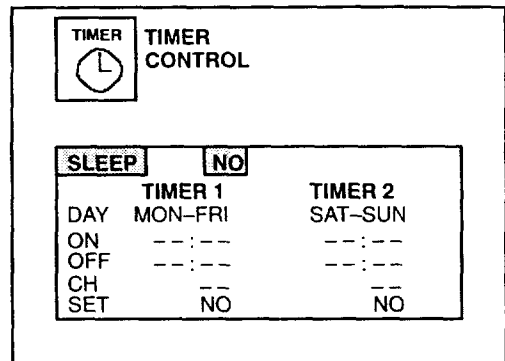 TIMER
TIMER
CONTROL
SLEEP NO
TIMER 1 TIMER 2
DAY MON–FRI SAT–SUN
ON – – : – – – – : – –
OFF – – : – – – – : – –
CH – – – –
SET NO NO